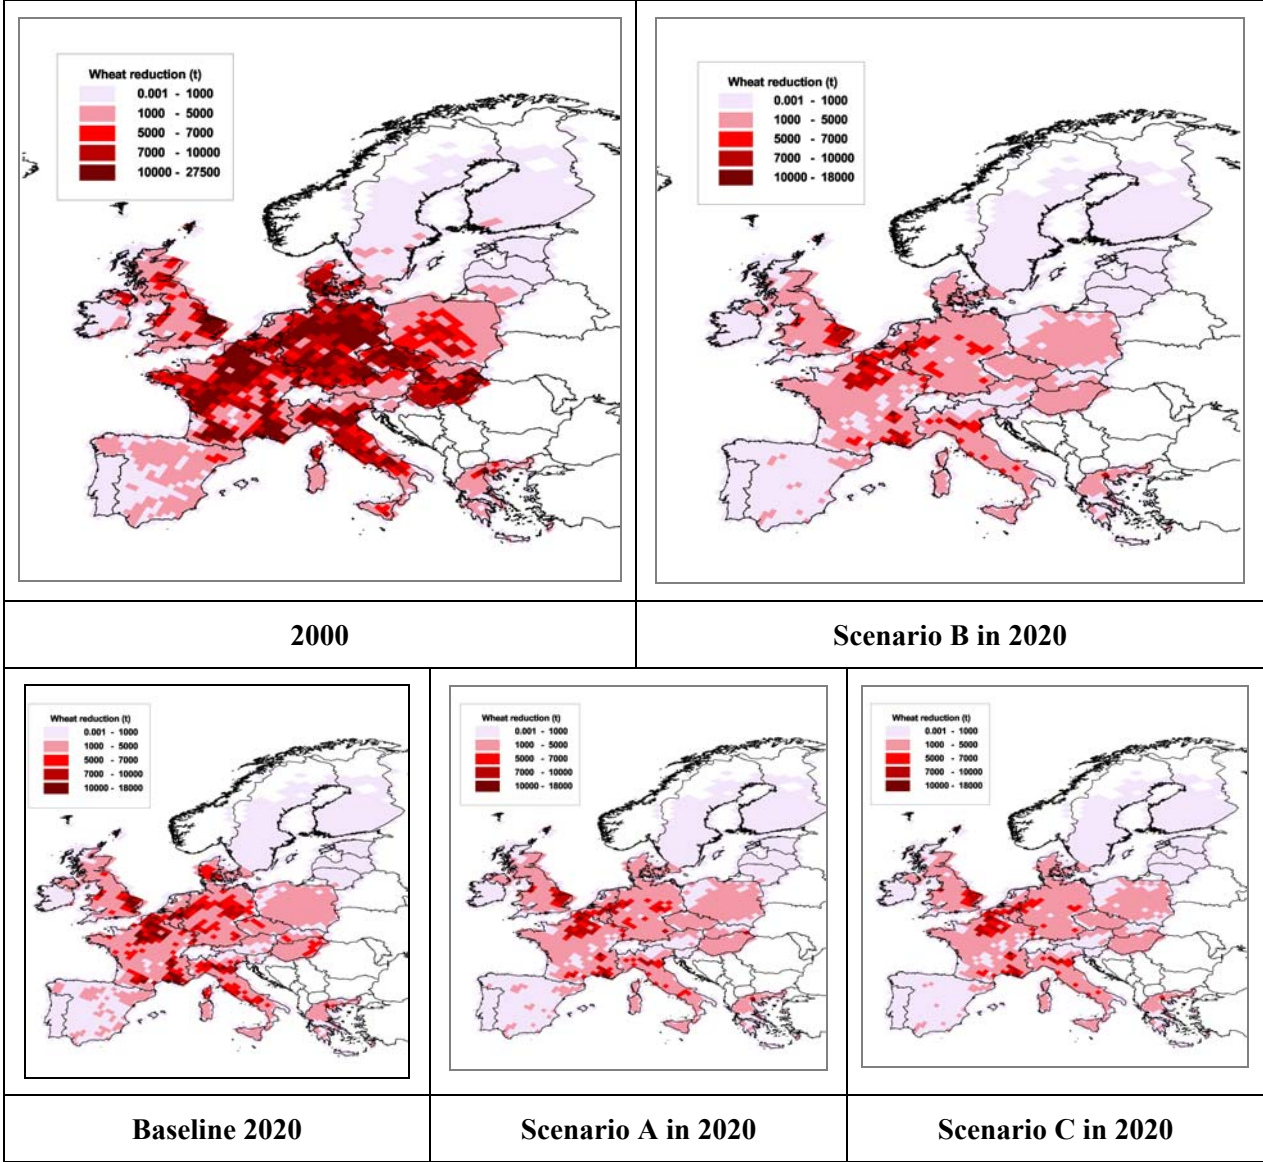 Wheat reduction (t)
0.001 - 1000
1000 - 5000
5000 - 7000
7000 - 10000
10000 - 27500
Wheat reduction (t)
0.001 - 1000
1000 - 5000
5000 - 7000
7000 - 10000
10000 - 18000
2000
Scenario B in 2020
Wheat reduction (t)
0.001 - 1000
1000 - 5000
5000 - 7000
7000 - 10000
10000 - 18000
Wheat reduction (t)
0.001 - 1000
1000 - 5000
5000 - 7000
7000 - 10000
10000 - 18000
Wheat reduction (t)
0.001 - 1000
1000 - 5000
5000 - 7000
7000 - 10000
10000 - 18000
Baseline 2020
Scenario A in 2020
Scenario C in 2020